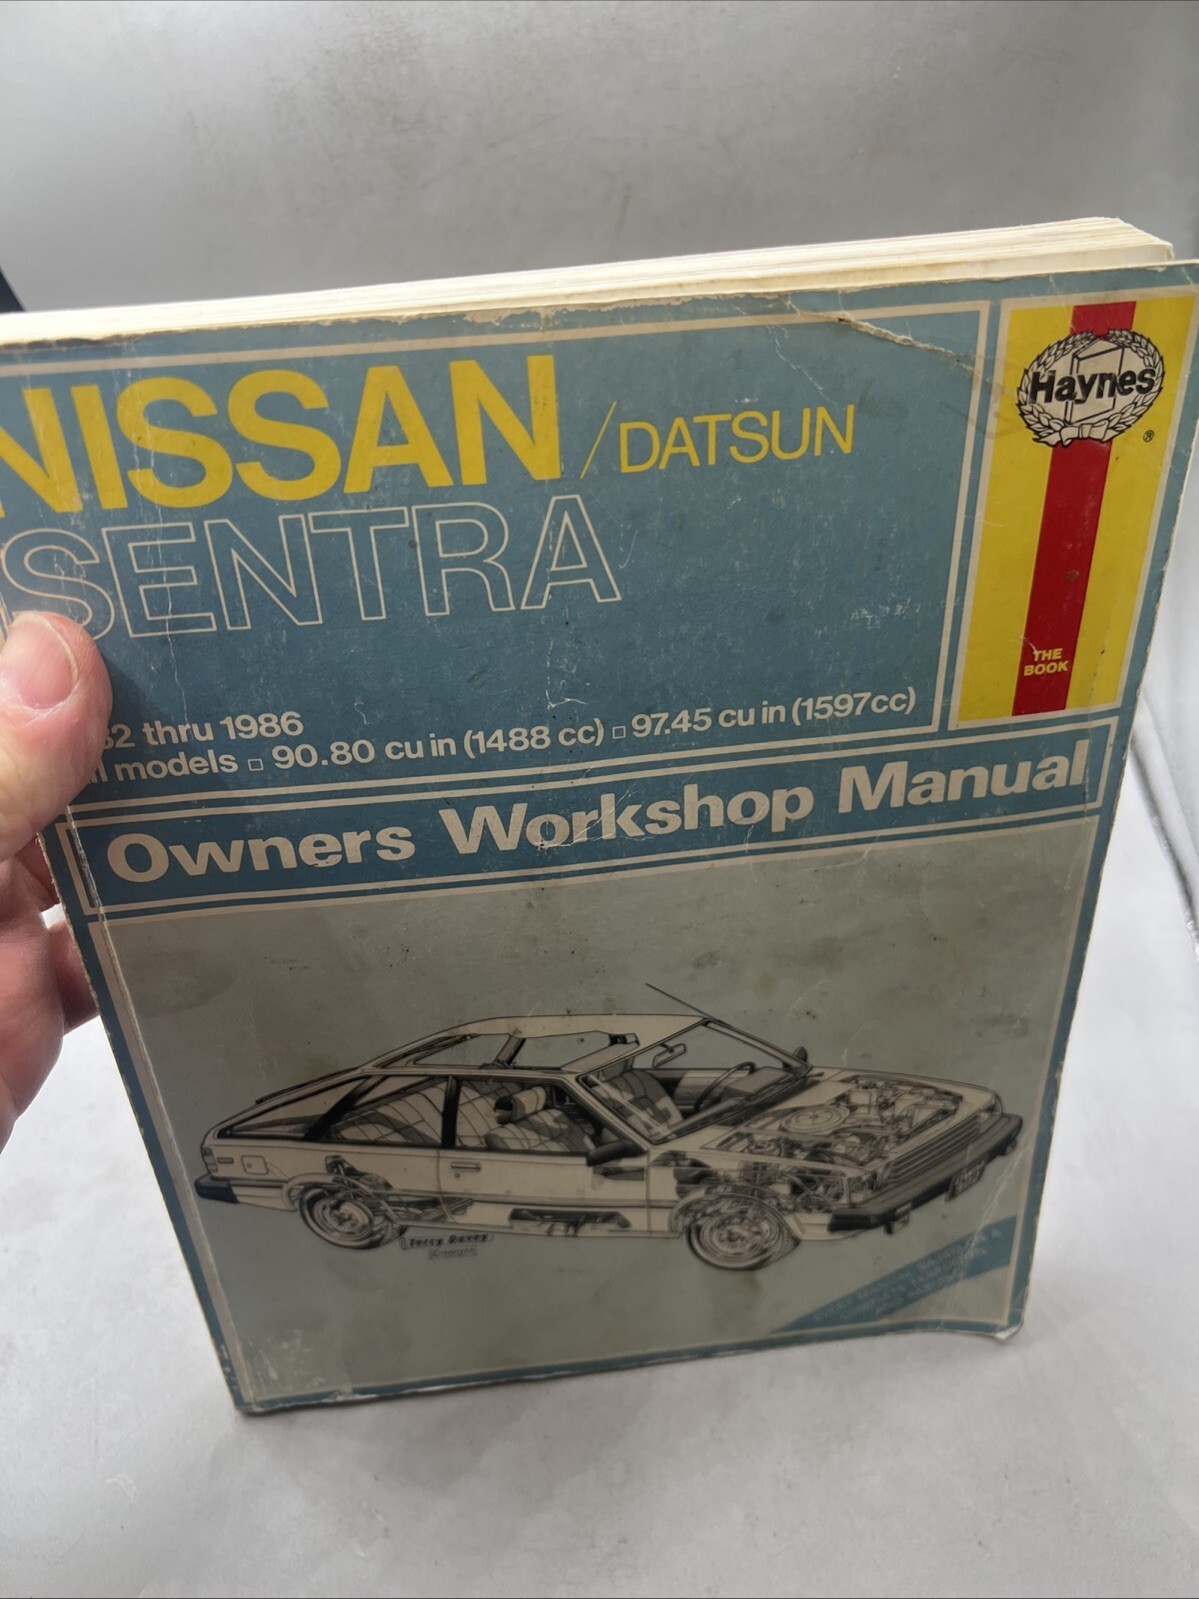 NISSAN /DATSUN
SENTRA
Haynes
®
THE
BOOK
82 thru 1986
models □ 90.80 cu in (1488 cc) □ 97.45 cu in (1597cc)
Owners Workshop Manual